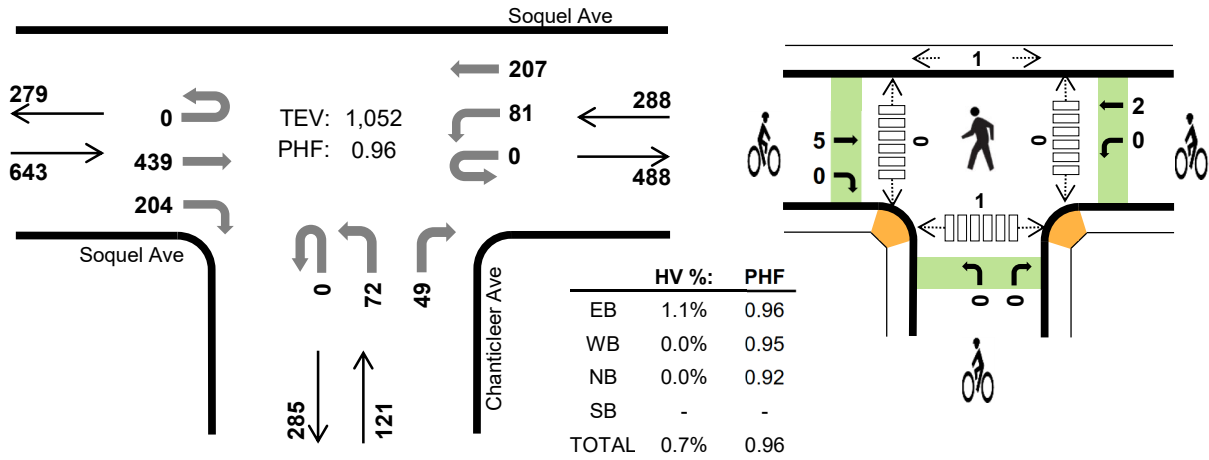 Soquel Ave
279
0
643
439
204
TEV: 1,052
PHF: 0.96
207
81
0
288
488
Soquel Ave
0
72
49
285
121
Chanticleer Ave
HV %: PHF
EB 1.1% 0.96
WB 0.0% 0.95
NB 0.0% 0.92
SB - -
TOTAL 0.7% 0.96
1
5
0
0
0
2
0
1
0
0